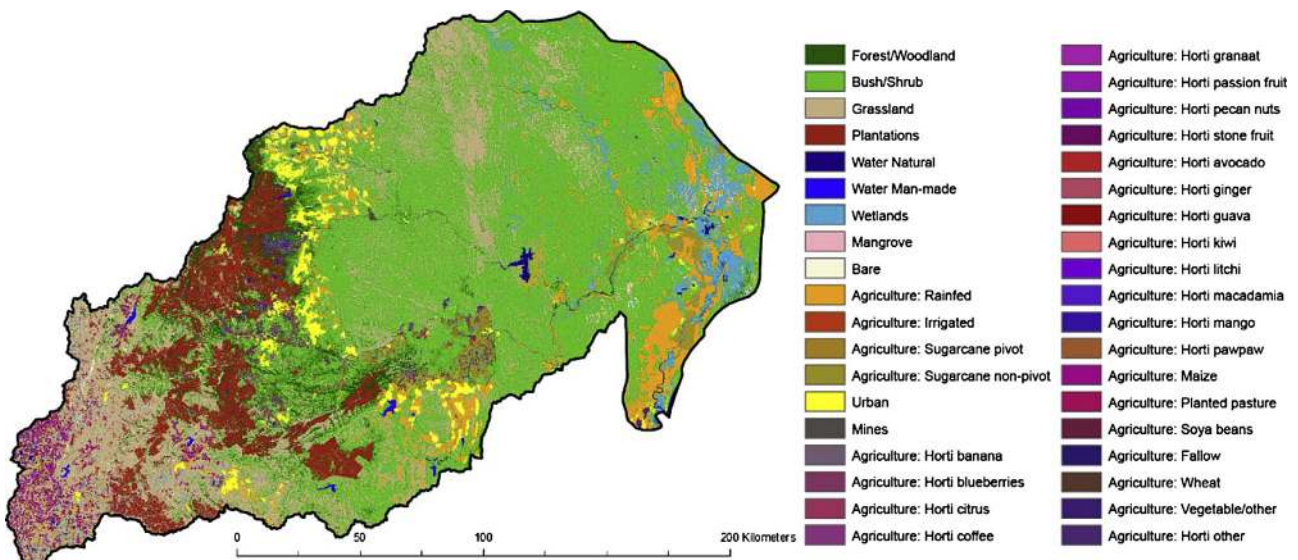 Forest/Woodland
Bush/Shrub
Grassland
Plantations
Water Natural
Water Man-made
Wetlands
Mangrove
Bare
Agriculture: Rainfed
Agriculture: Irrigated
Agriculture: Sugarcane pivot
Agriculture: Sugarcane non-pivot
Urban
Mines
Agriculture: Horti banana
Agriculture: Horti blueberries
Agriculture: Horti citrus
Agriculture: Horti coffee
Agriculture: Horti granaat
Agriculture: Horti passion fruit
Agriculture: Horti pecan nuts
Agriculture: Horti stone fruit
Agriculture: Horti avocado
Agriculture: Horti ginger
Agriculture: Horti guava
Agriculture: Horti kiwi
Agriculture: Horti litchi
Agriculture: Horti macadamia
Agriculture: Horti mango
Agriculture: Horti pawpaw
Agriculture: Maize
Agriculture: Planted pasture
Agriculture: Soya beans
Agriculture: Fallow
Agriculture: Wheat
Agriculture: Vegetable/other
Agriculture: Horti other
0 50 100 200 Kilometers